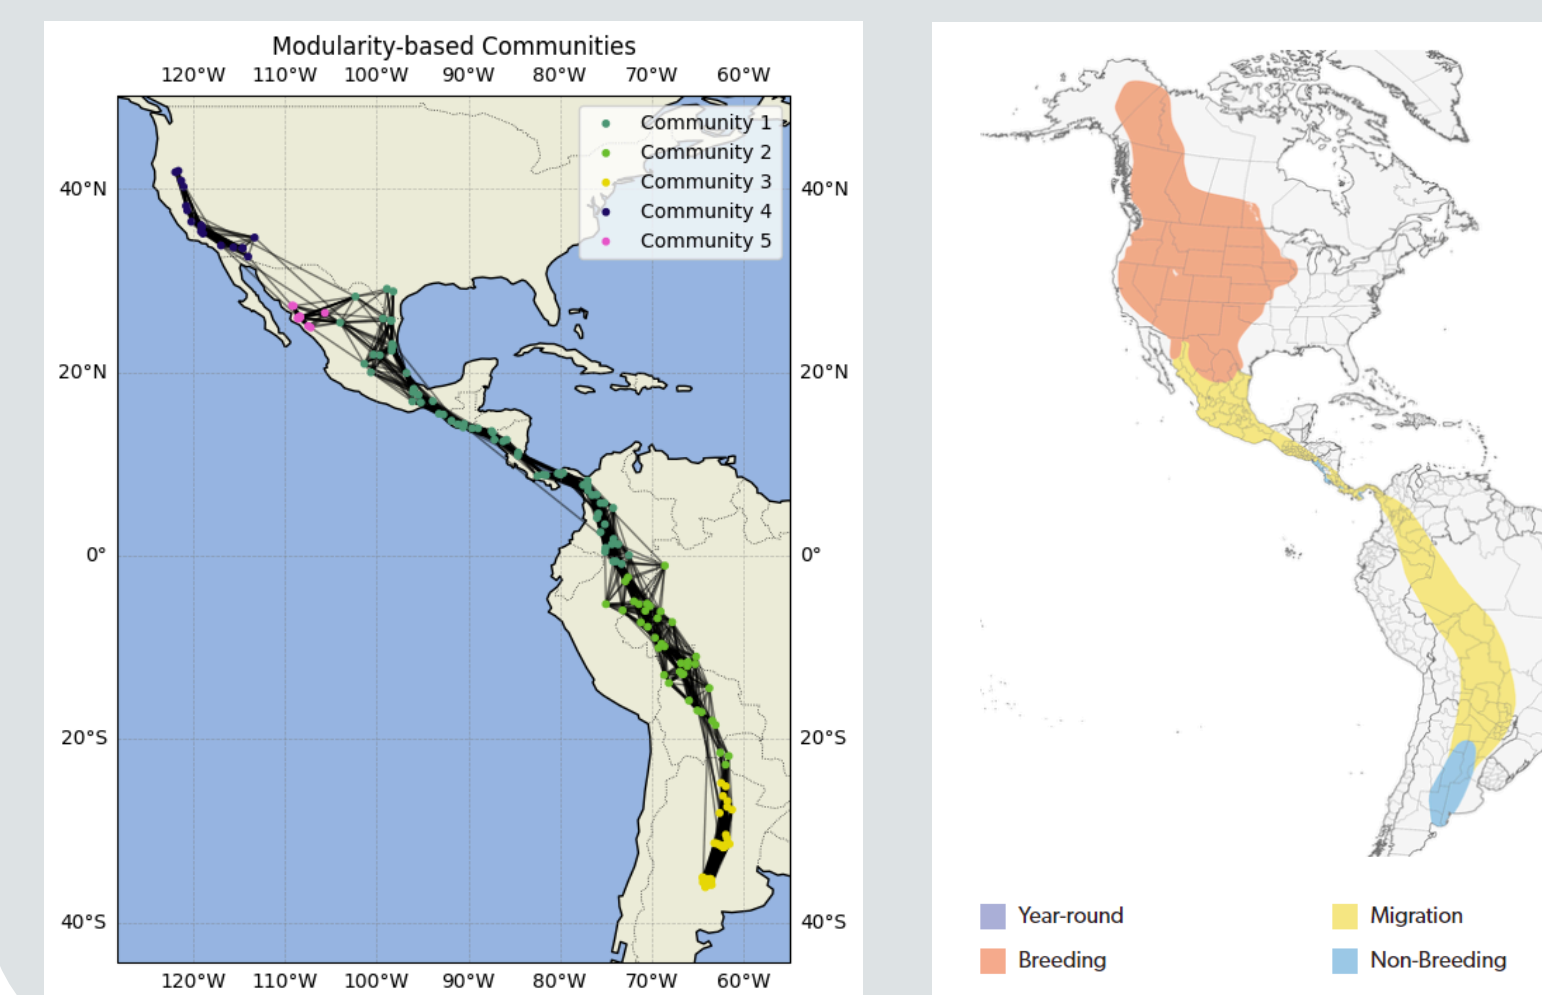 Modularity-based Communities
120°W 110°W 100°W 90°W 80°W 70°W 60°W
Community 1
Community 2
Community 3
Community 4
Community 5
40°N 40°N
20°N 20°N
0° 0°
20°S 20°S
40°S 40°S
120°W 110°W 100°W 90°W 80°W 70°W 60°W
Year-round
Migration
Breeding
Non-Breeding